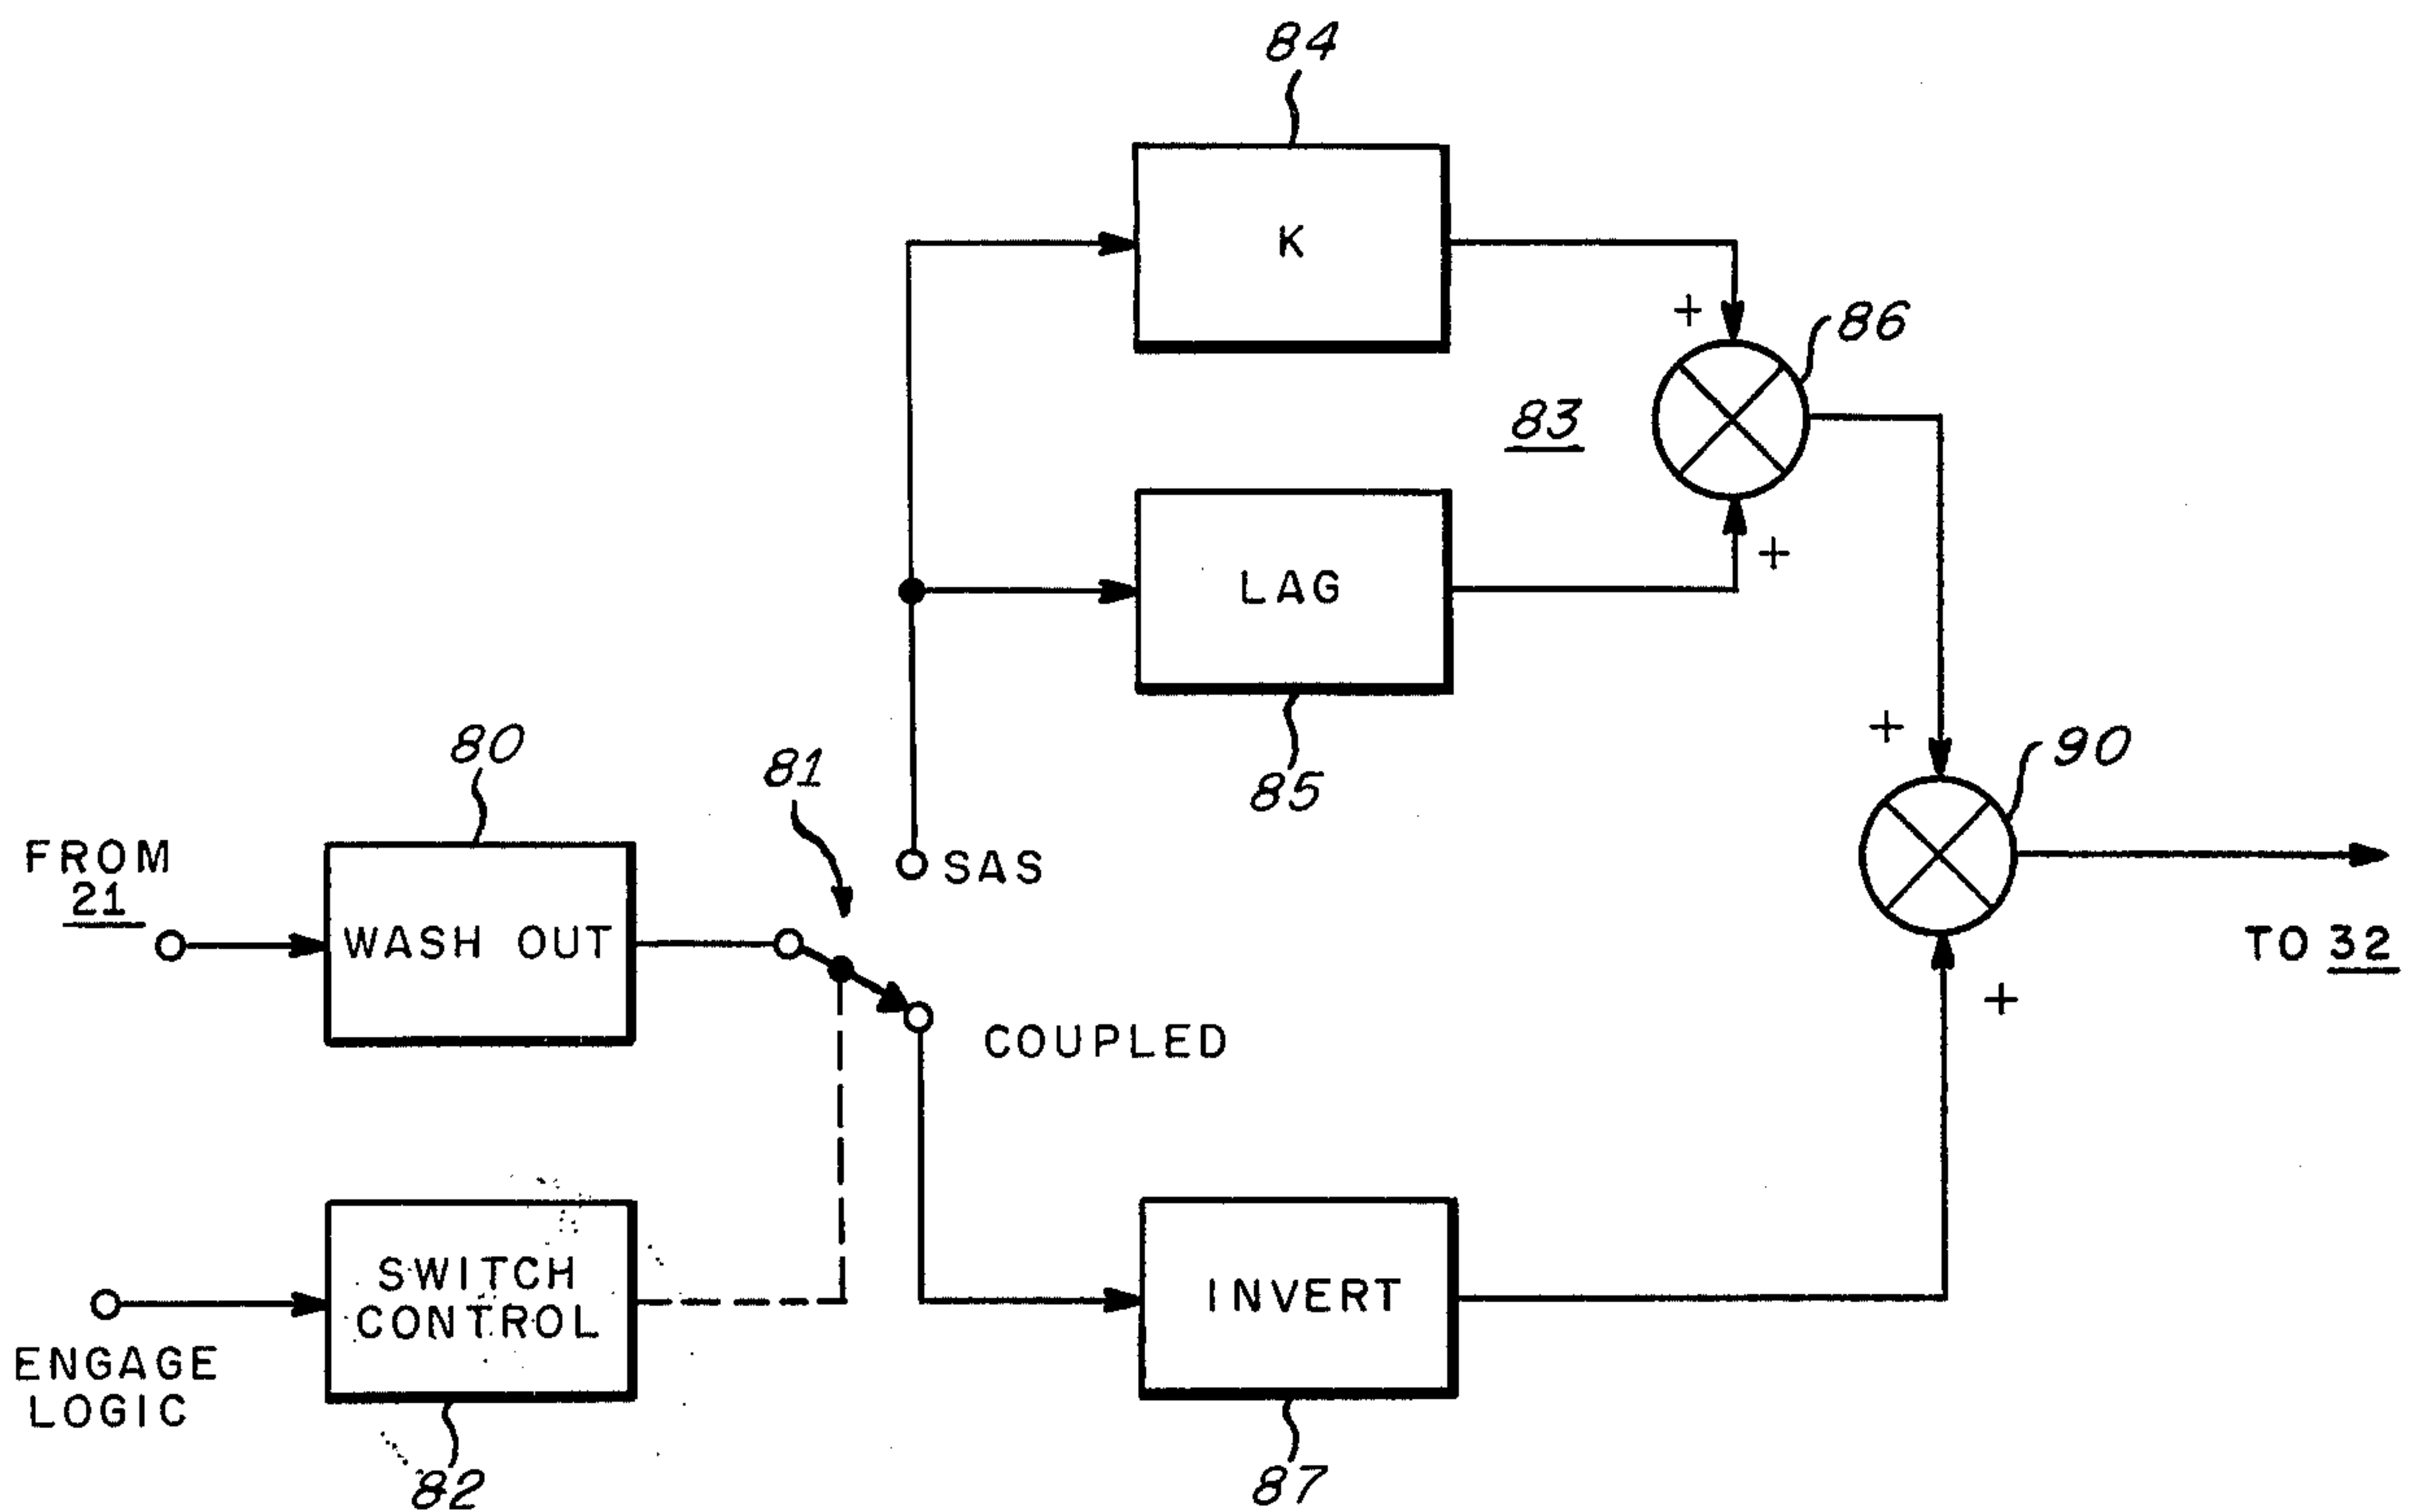 84
K
+
86
83
LAG
+
85
80
81
+
90
FROM
21
SAS
WASH OUT
TO 32
+
COUPLED
SWITCH
CONTROL
INVERT
ENGAGE
LOGIC
82
87